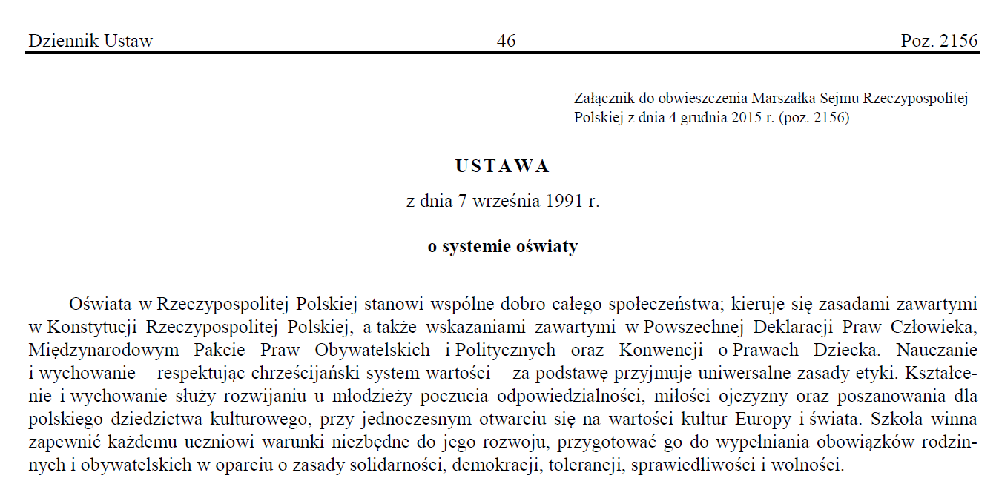 Dziennik Ustaw – 46 – Poz. 2156
Załącznik do obwieszczenia Marszałka Sejmu Rzeczypospolitej
Polskiej z dnia 4 grudnia 2015 r. (poz. 2156)
USTAWA
z dnia 7 września 1991 r.
o systemie oświaty
Oświata w Rzeczypospolitej Polskiej stanowi wspólne dobro całego społeczeństwa; kieruje się zasadami zawartymi
w Konstytucji Rzeczypospolitej Polskiej, a także wskazaniami zawartymi w Powszechnej Deklaracji Praw Człowieka,
Międzynarodowym Pakcie Praw Obywatelskich i Politycznych oraz Konwencji o Prawach Dziecka. Nauczanie
i wychowanie – respektując chrześcijański system wartości – za podstawę przyjmuje uniwersalne zasady etyki. Kształce-
nie i wychowanie służy rozwijaniu u młodzieży poczucia odpowiedzialności, miłości ojczyzny oraz poszanowania dla
polskiego dziedzictwa kulturowego, przy jednoczesnym otwarciu się na wartości kultur Europy i świata. Szkoła winna
zapewnić każdemu uczniowi warunki niezbędne do jego rozwoju, przygotować go do wypełniania obowiązków rodzin-
nych i obywatelskich w oparciu o zasady solidarności, demokracji, tolerancji, sprawiedliwości i wolności.